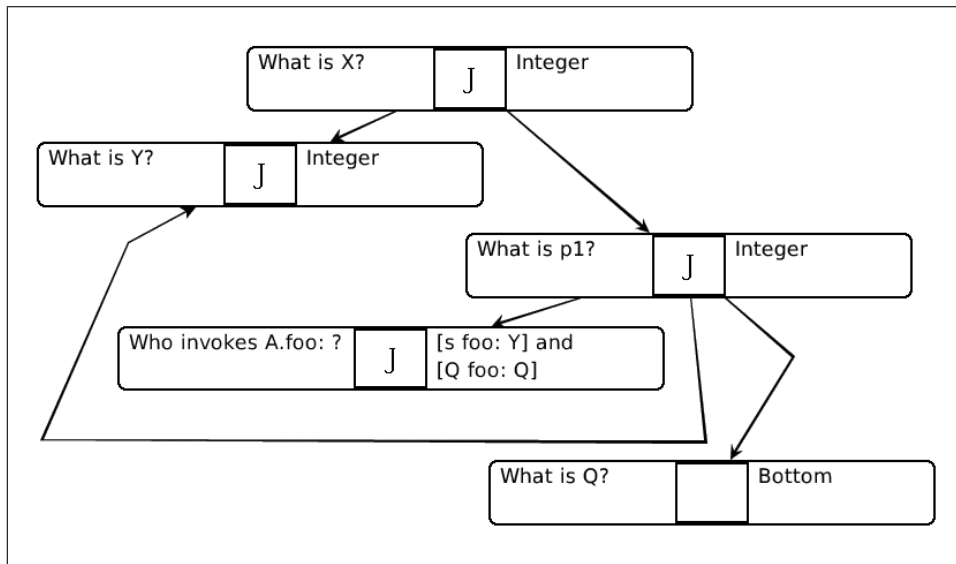 What is X?
J
Integer
What is Y?
J
Integer
What is p1?
J
Integer
Who invokes A.foo: ?
J
[s foo: Y] and
[Q foo: Q]
What is Q?
Bottom